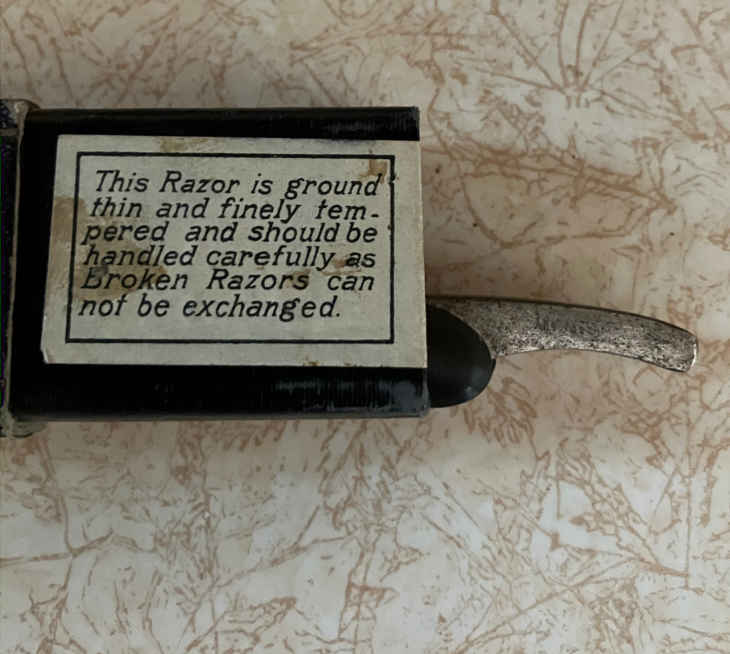 This Razor is ground
thin and finely tem-
pered and should be
handled carefully as
Broken Razors can
not be exchanged.